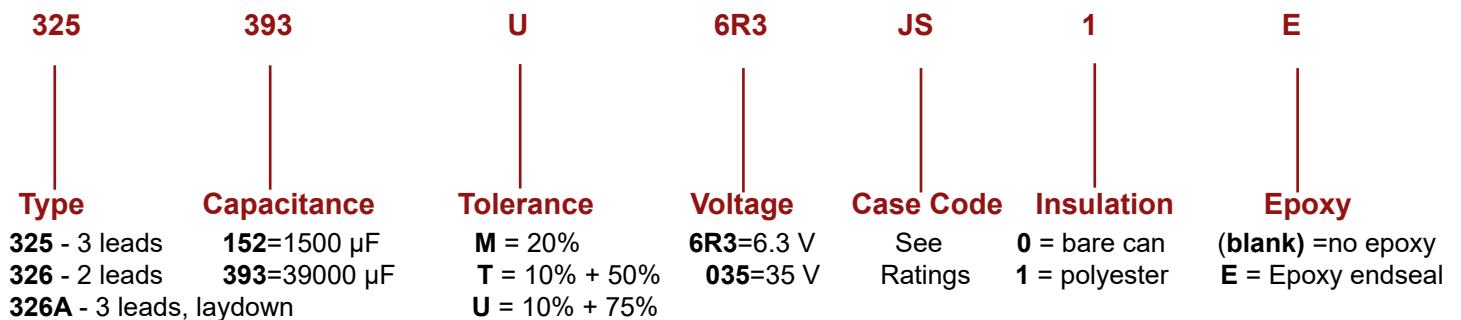 325 393 U 6R3 JS 1 E
Type Capacitance Tolerance Voltage Case Code Insulation Epoxy
325 - 3 leads 152=1500 µF M = 20% 6R3=6.3 V See 0 = bare can (blank) =no epoxy
326 - 2 leads 393=39000 µF T = 10% + 50% 035=35 V Ratings 1 = polyester E = Epoxy endseal
326A - 3 leads, laydown U = 10% + 75%